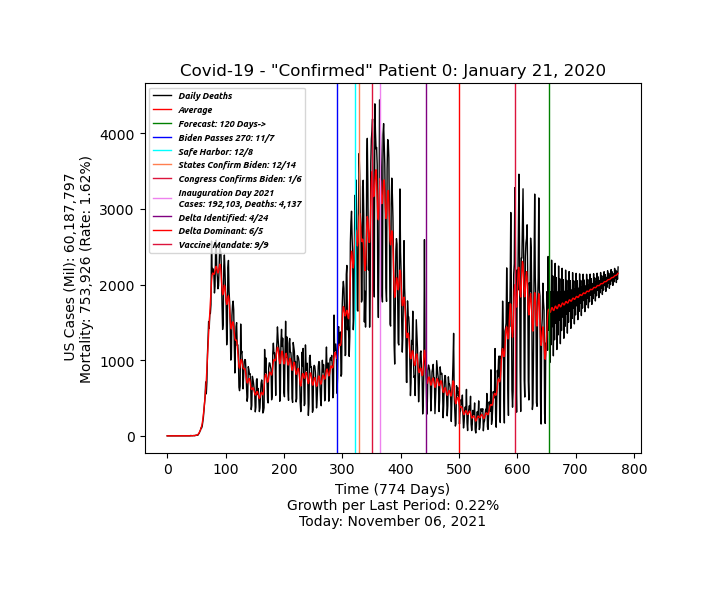 Covid-19 - "Confirmed" Patient 0: January 21, 2020
Daily Deaths
Average
Forecast: 120 Days->
Biden Passes 270: 11/7
Safe Harbor: 12/8
States Confirm Biden: 12/14
Congress Confirms Biden: 1/6
Inauguration Day 2021
Cases: 192,103, Deaths: 4,137
Delta Identified: 4/24
Delta Dominant: 6/5
Vaccine Mandate: 9/9
US Cases (Mil): 60,187,797
Mortality: 753,926 (Rate: 1.62%)
4000
3000
2000
1000
0
0 100 200 300 400 500 600 700 800
Time (774 Days)
Growth per Last Period: 0.22%
Today: November 06, 2021